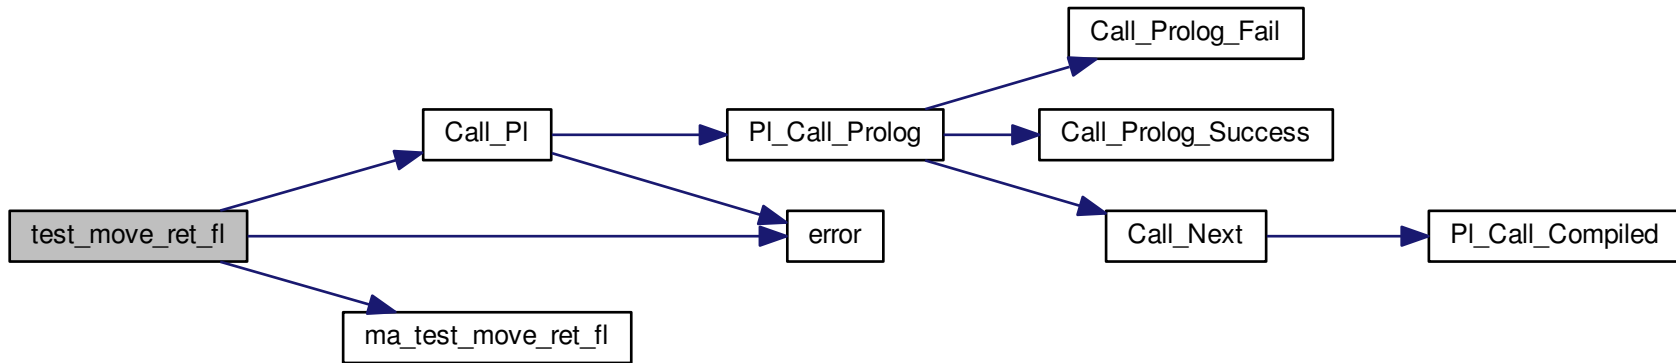 Call_Prolog_Fail
Call_Pl
Pl_Call_Prolog
Call_Prolog_Success
test_move_ret_fl
error
Call_Next
Pl_Call_Compiled
ma_test_move_ret_fl